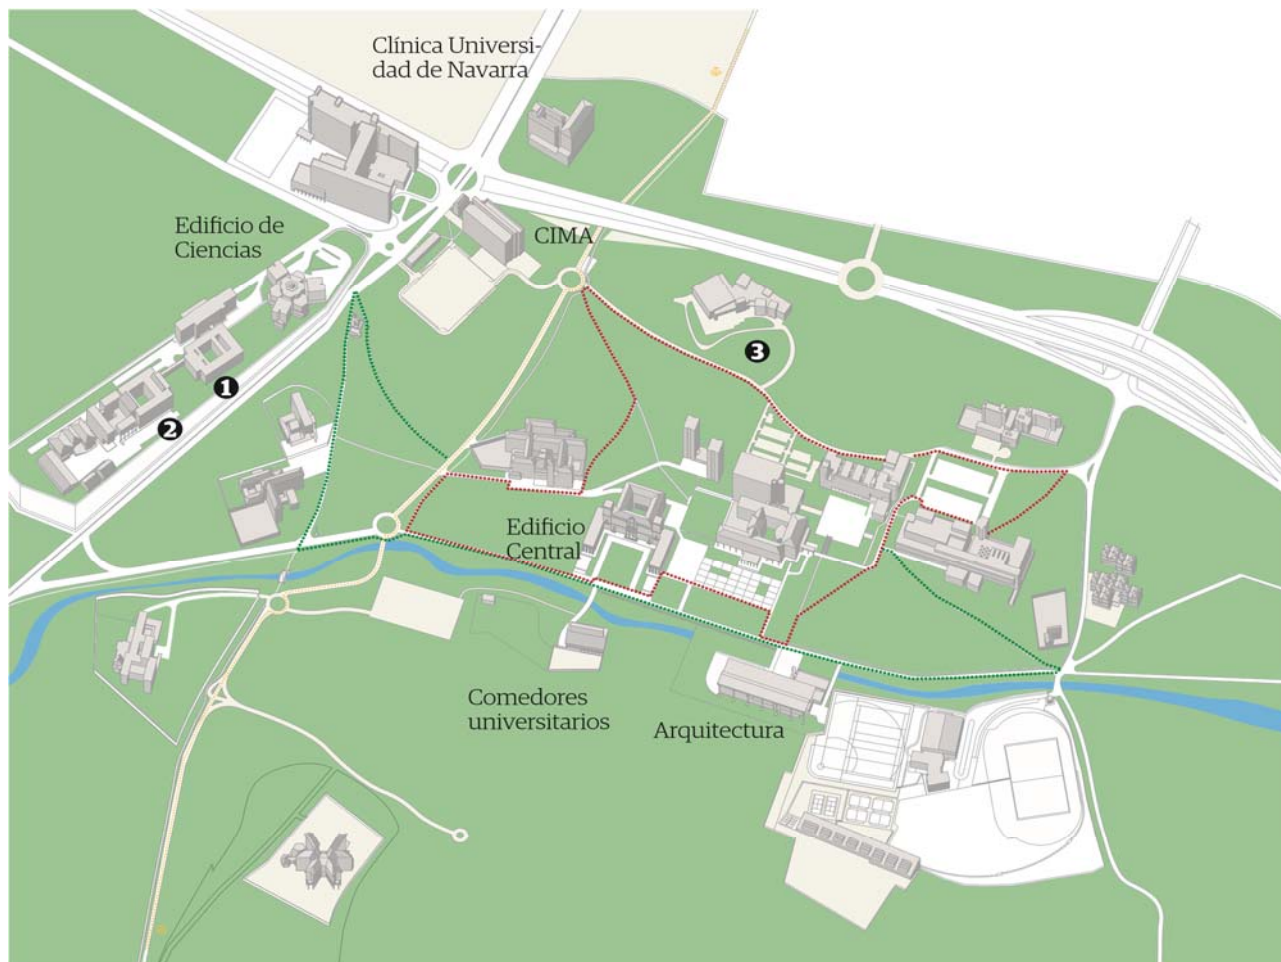 Clínica Universi-
dad de Navarra
Edificio de
Ciencias
CIMA
3
1
2
Edificio
Central
Comedores
universitarios
Arquitectura